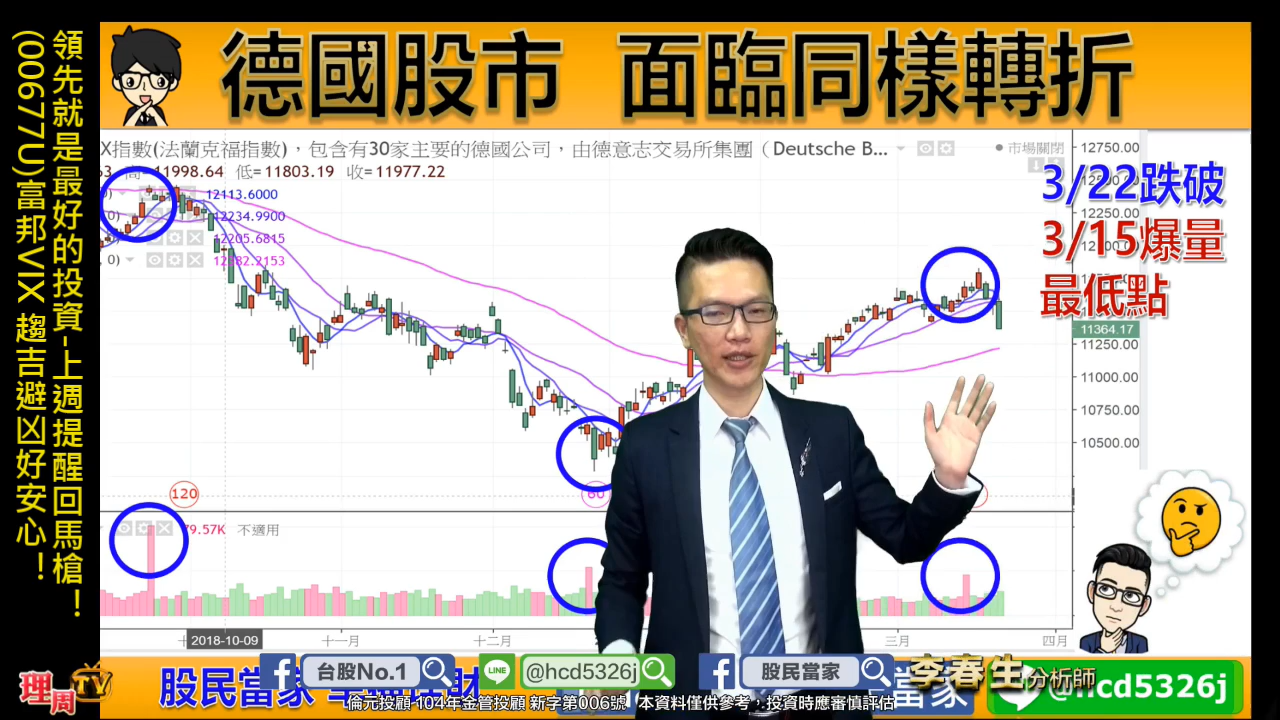 領先就是最好的投資-上週提醒回馬槍！
(00677U)富邦VIX 趨吉避凶好安心！
德國股市 面臨同樣轉折
X指數(法蘭克福指數)，包含有30家主要的德國公司，由德意志交易所集團（Deutsche B...
市場關閉
高=11998.64 低=11803.19 收=11977.22
12113.6000
0) 12234.9900
12205.6815
, 0) 12382.2153
3/22跌破
3/15爆量
最低點
12750.00
12250.00
11364.17
11250.00
11000.00
10750.00
10500.00
120
60
79.57K 不適用
2018-10-09
十一月
十二月
三月
四月
理周TV
股民當家
台股No.1
LINE
@hcd5326j
股民當家
李春生分析師
@hcd5326j
倫元投顧 104年金管投顧 新字第006號 本資料僅供參考，投資時應審慎評估